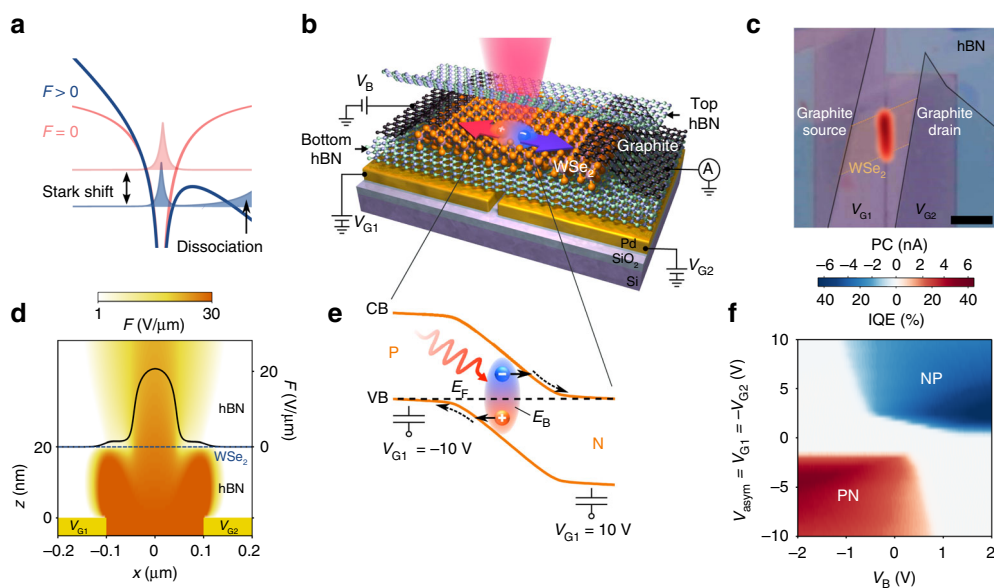 a
F > 0
F = 0
Stark shift
Dissociation
b
V_B
Bottom
hBN
Top
hBN
Graphite
WSe₂
A
V_G1
Pd
SiO₂
Si
V_G2
c
hBN
Graphite
source
Graphite
drain
WSe₂
V_G1
V_G2
PC (nA)
−6 −4 −2 0 2 4 6
40 20 0 20 40
IQE (%)
d
1 30
F (V/μm)
20
F (V/μm)
hBN
0
20
WSe₂
z (nm)
hBN
0
V_G1
V_G2
−0.2 −0.1 0 0.1 0.2
x (μm)
e
CB
P
−
E_F
VB
+
E_B
N
V_G1 = −10 V
V_G1 = 10 V
f
V_asym = V_G1 = −V_G2 (V)
10
5
0
−5
−10
NP
PN
−2 −1 0 1 2
V_B (V)